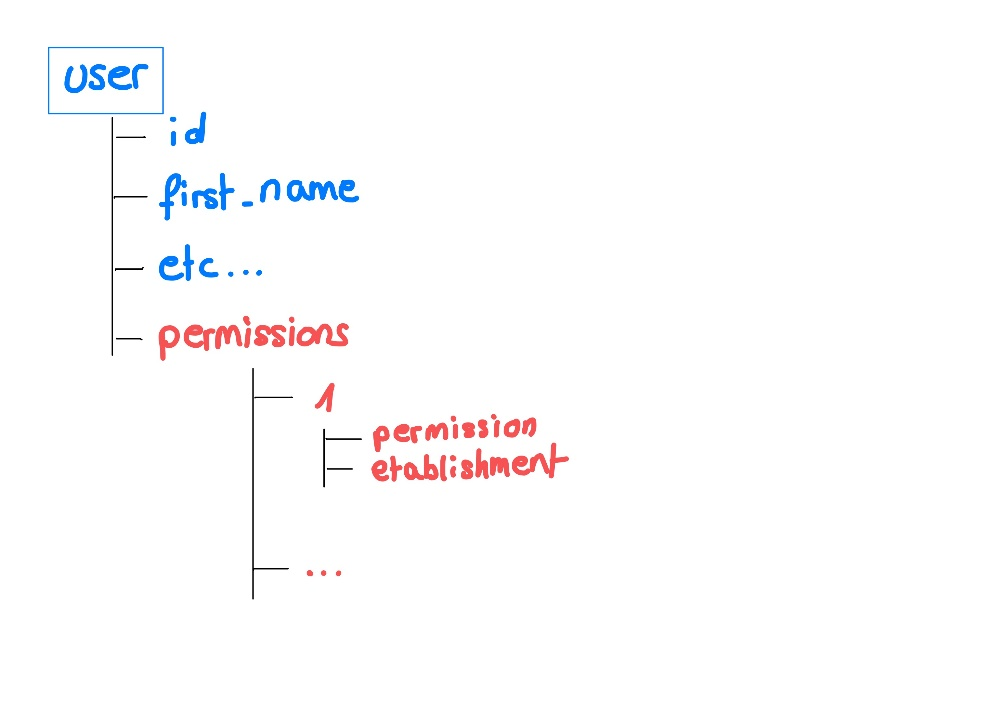 user
id
first_name
etc...
permissions
1
permission
etablishment
...